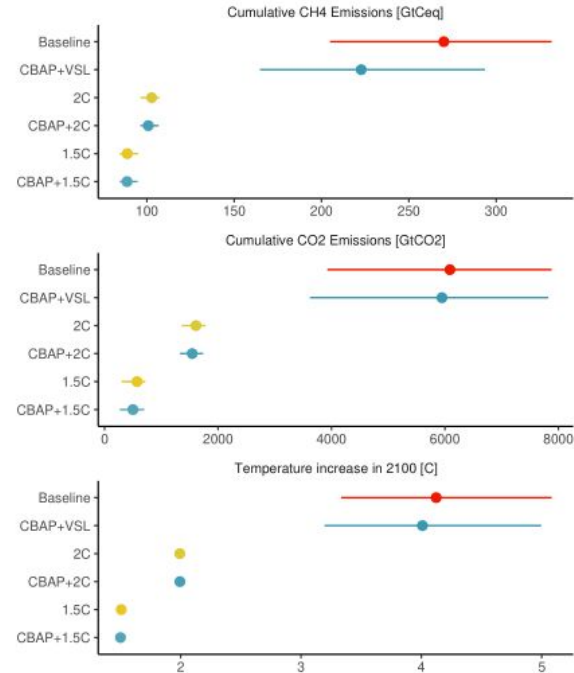 Cumulative CH4 Emissions [GtCeq]
Baseline
CBAP+VSL
2C
CBAP+2C
1.5C
CBAP+1.5C
100 150 200 250 300
Cumulative CO2 Emissions [GtCO2]
Baseline
CBAP+VSL
2C
CBAP+2C
1.5C
CBAP+1.5C
0 2000 4000 6000 8000
Temperature increase in 2100 [C]
Baseline
CBAP+VSL
2C
CBAP+2C
1.5C
CBAP+1.5C
2 3 4 5